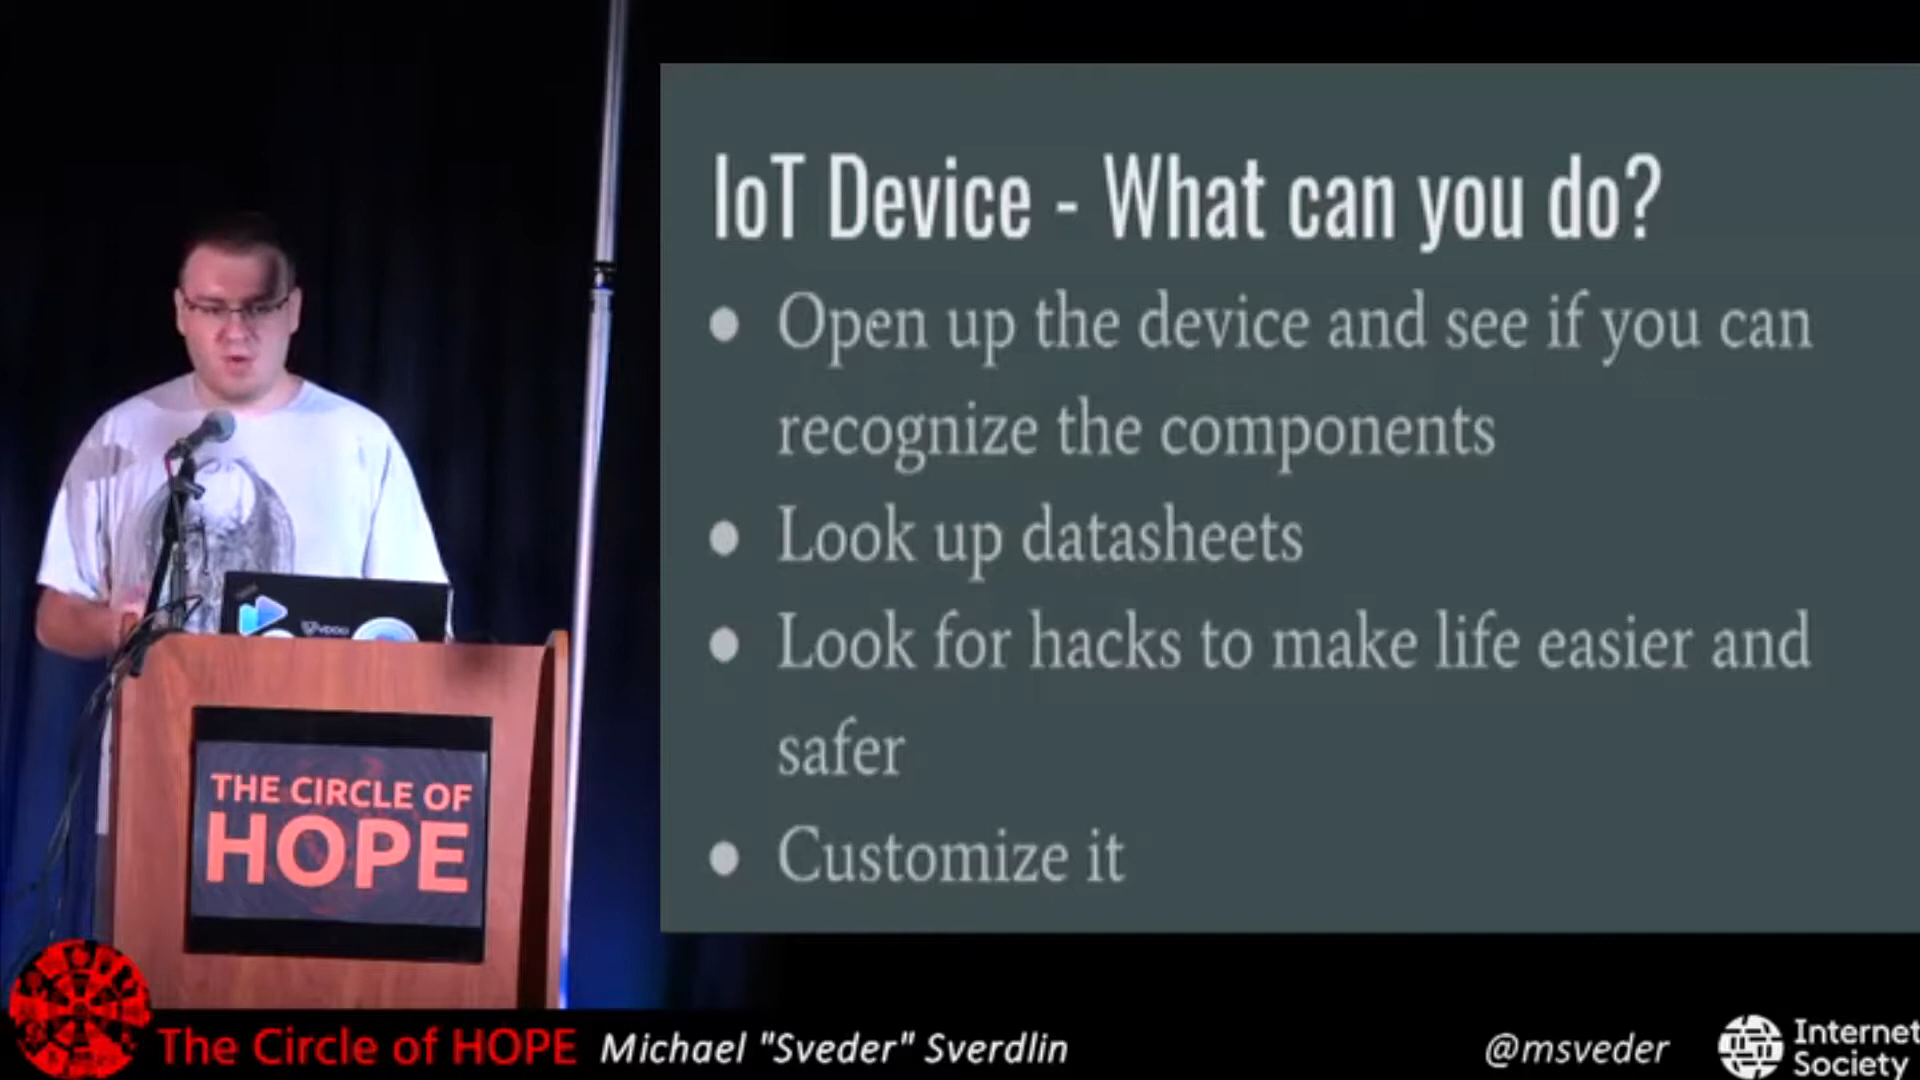 IoT Device - What can you do?
● Open up the device and see if you can
recognize the components
● Look up datasheets
● Look for hacks to make life easier and
safer
● Customize it
THE CIRCLE OF
HOPE
The Circle of HOPE Michael "Sveder" Sverdlin @msveder
Internet
Society